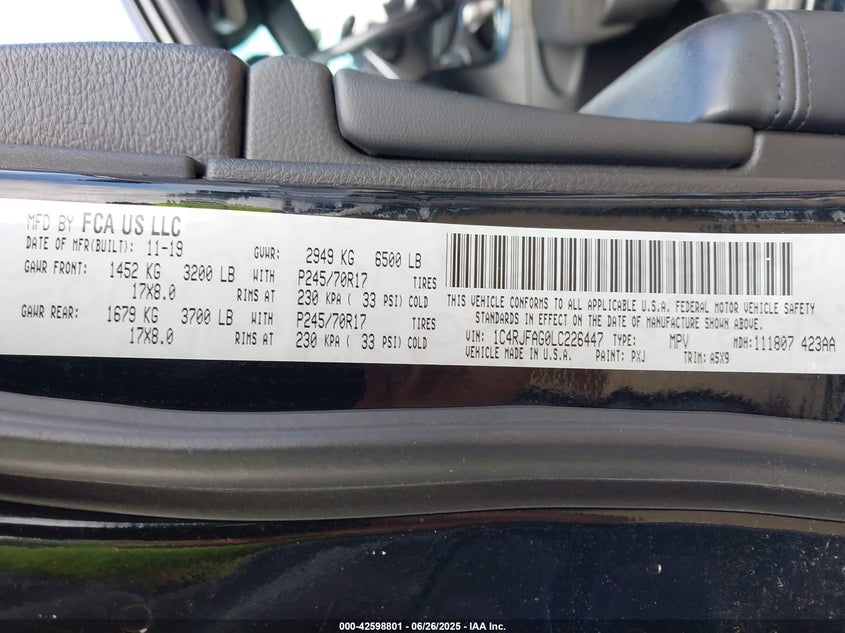 MFD BY FCA US LLC
DATE OF MFR(BUILT): 11-19 GVWR: 2949 KG 6500 LB
GAWR FRONT: 1452 KG 3200 LB WITH P245/70R17 TIRES
17X8.0 RIMS AT 230 KPA ( 33 PSI) COLD
GAWR REAR: 1679 KG 3700 LB WITH P245/70R17 TIRES
17X8.0 RIMS AT 230 KPA ( 33 PSI) COLD
THIS VEHICLE CONFORMS TO ALL APPLICABLE U.S.A. FEDERAL MOTOR VEHICLE SAFETY
STANDARDS IN EFFECT ON THE DATE OF MANUFACTURE SHOWN ABOVE.
VIN: 1C4RJFAG0LC226447 TYPE: MPV MDH: 111807 423AA
VEHICLE MADE IN U.S.A. PAINT: PXJ TRIM: A5X9
000-42598801 / 06/26/2025 - IAA Inc.